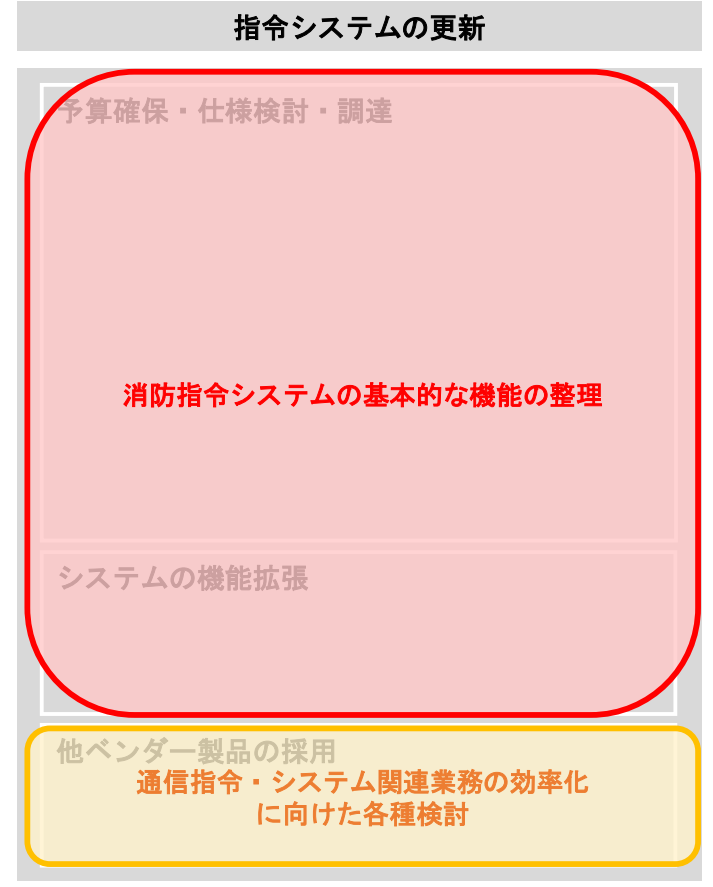 指令システムの更新
予算確保・仕様検討・調達
消防指令システムの基本的な機能の整理
システムの機能拡張
他ベンダー製品の採用
通信指令・システム関連業務の効率化
に向けた各種検討